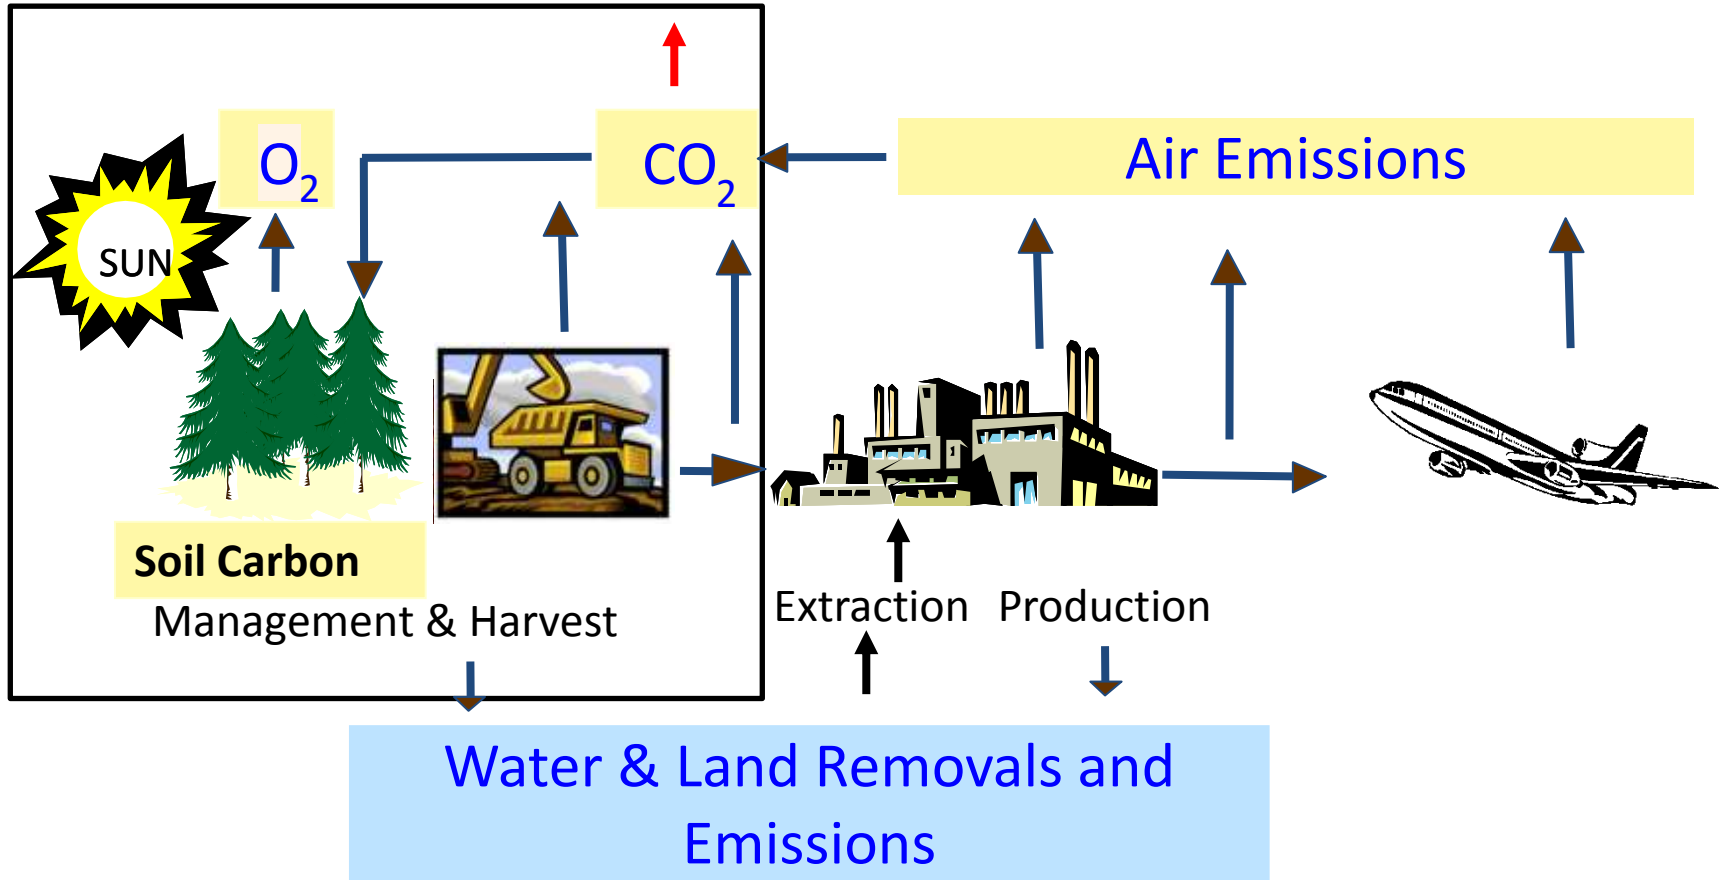 O₂
CO₂
Air Emissions
SUN
Soil Carbon
Management & Harvest
Extraction
Production
Water & Land Removals and
Emissions